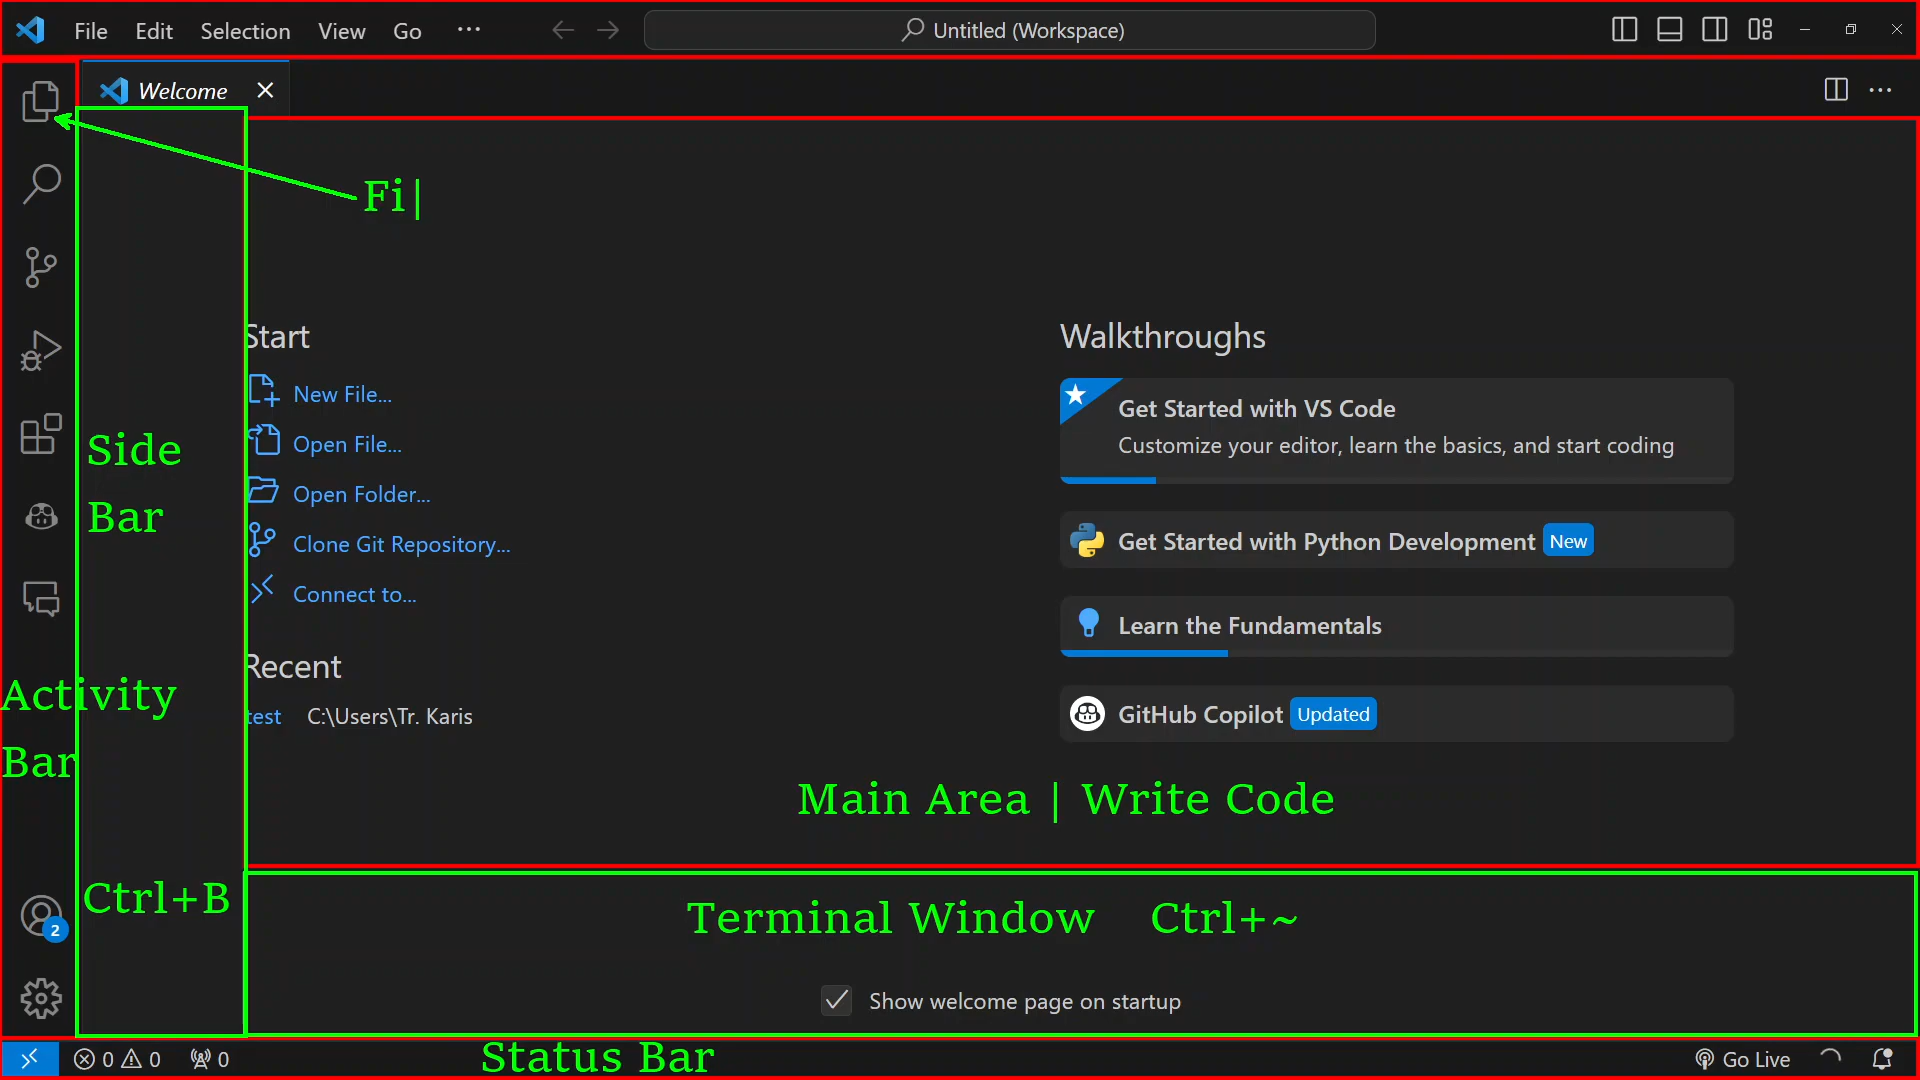 File Edit Selection View Go ··· Untitled (Workspace)
Welcome
Fi|
Start
New File...
Open File...
Open Folder...
Clone Git Repository...
Connect to...
Recent
test C:\Users\Tr. Karis
Walkthroughs
Get Started with VS Code
Customize your editor, learn the basics, and start coding
Get Started with Python Development New
Learn the Fundamentals
GitHub Copilot Updated
Side
Bar
Activity
Bar
Main Area | Write Code
Ctrl+B
Terminal Window Ctrl+~
2
Show welcome page on startup
0 0 0 Status Bar Go Live